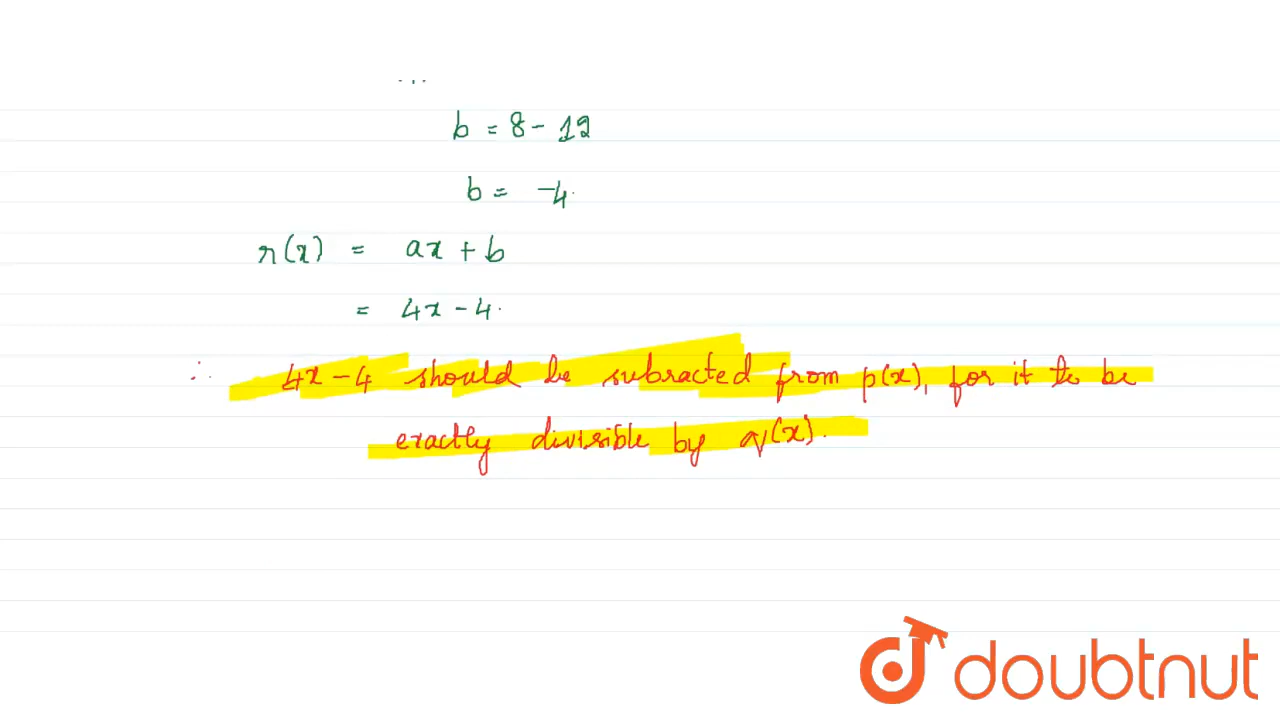 b = 8 - 12
b = -4.
r(x) = ax + b
= 4x - 4.
∴ 4x - 4 should be subracted from p(x), for it to be
exactly divisible by q(x).
doubtnut